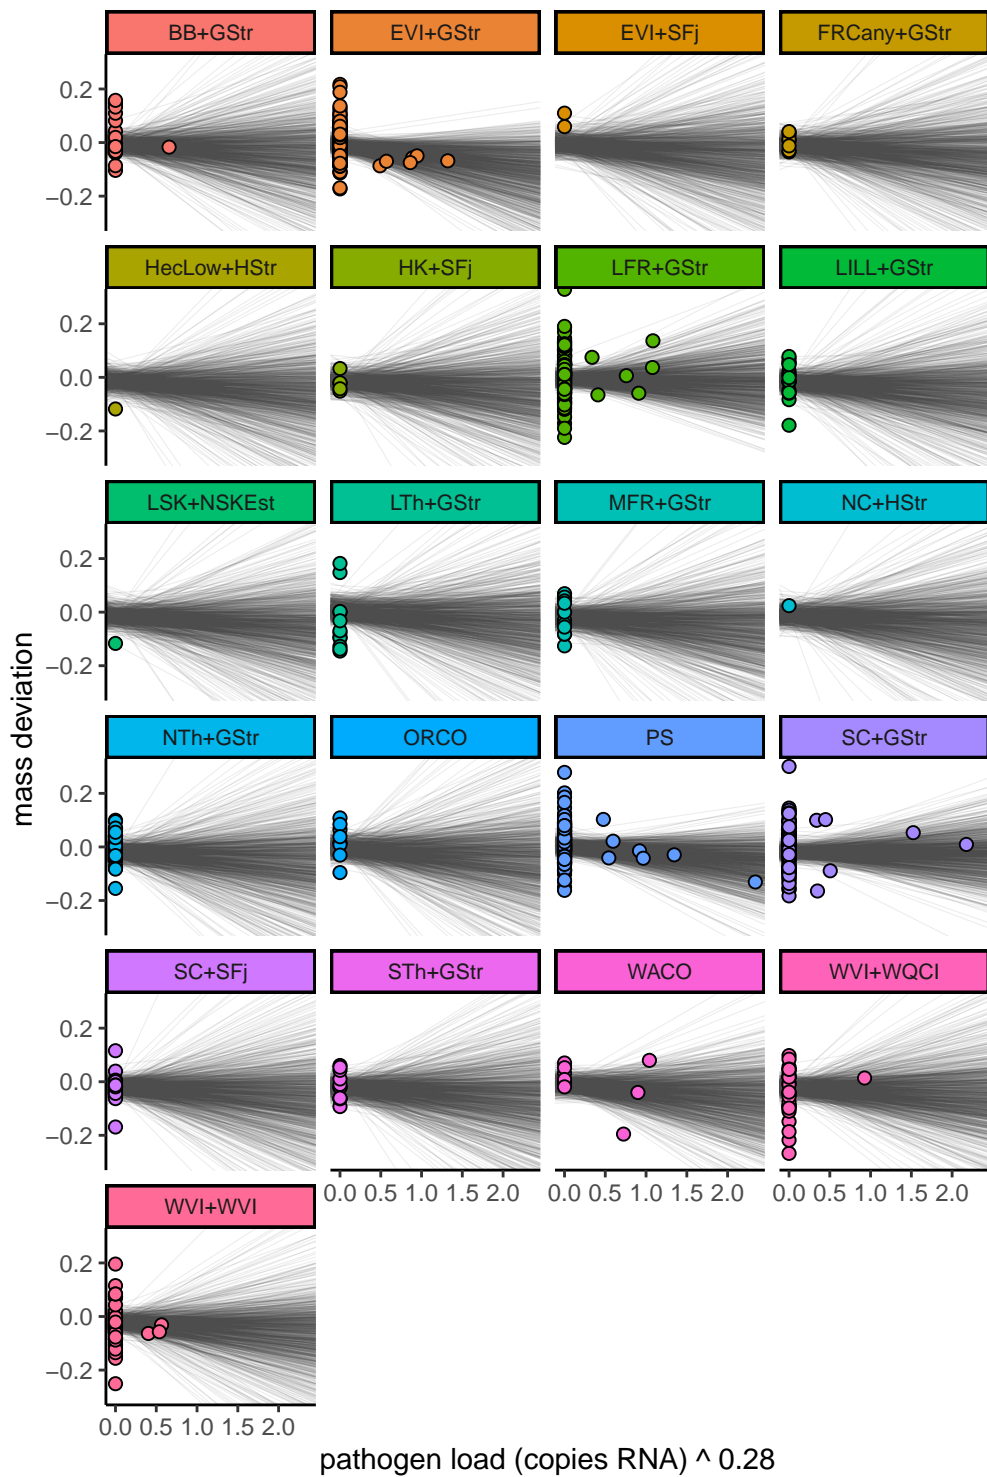 BB+GStr EVI+GStr EVI+SFj FRCany+GStr
0.2
0.0
−0.2
HecLow+HStr HK+SFj LFR+GStr LILL+GStr
0.2
0.0
−0.2
LSK+NSKEst LTh+GStr MFR+GStr NC+HStr
0.2
0.0
−0.2
mass deviation
NTh+GStr ORCO PS SC+GStr
0.2
0.0
−0.2
SC+SFj STh+GStr WACO WVI+WQCI
0.2
0.0
−0.2
0.0 0.5 1.0 1.5 2.0 0.0 0.5 1.0 1.5 2.0 0.0 0.5 1.0 1.5 2.0
WVI+WVI
0.2
0.0
−0.2
0.0 0.5 1.0 1.5 2.0
pathogen load (copies RNA) ^ 0.28